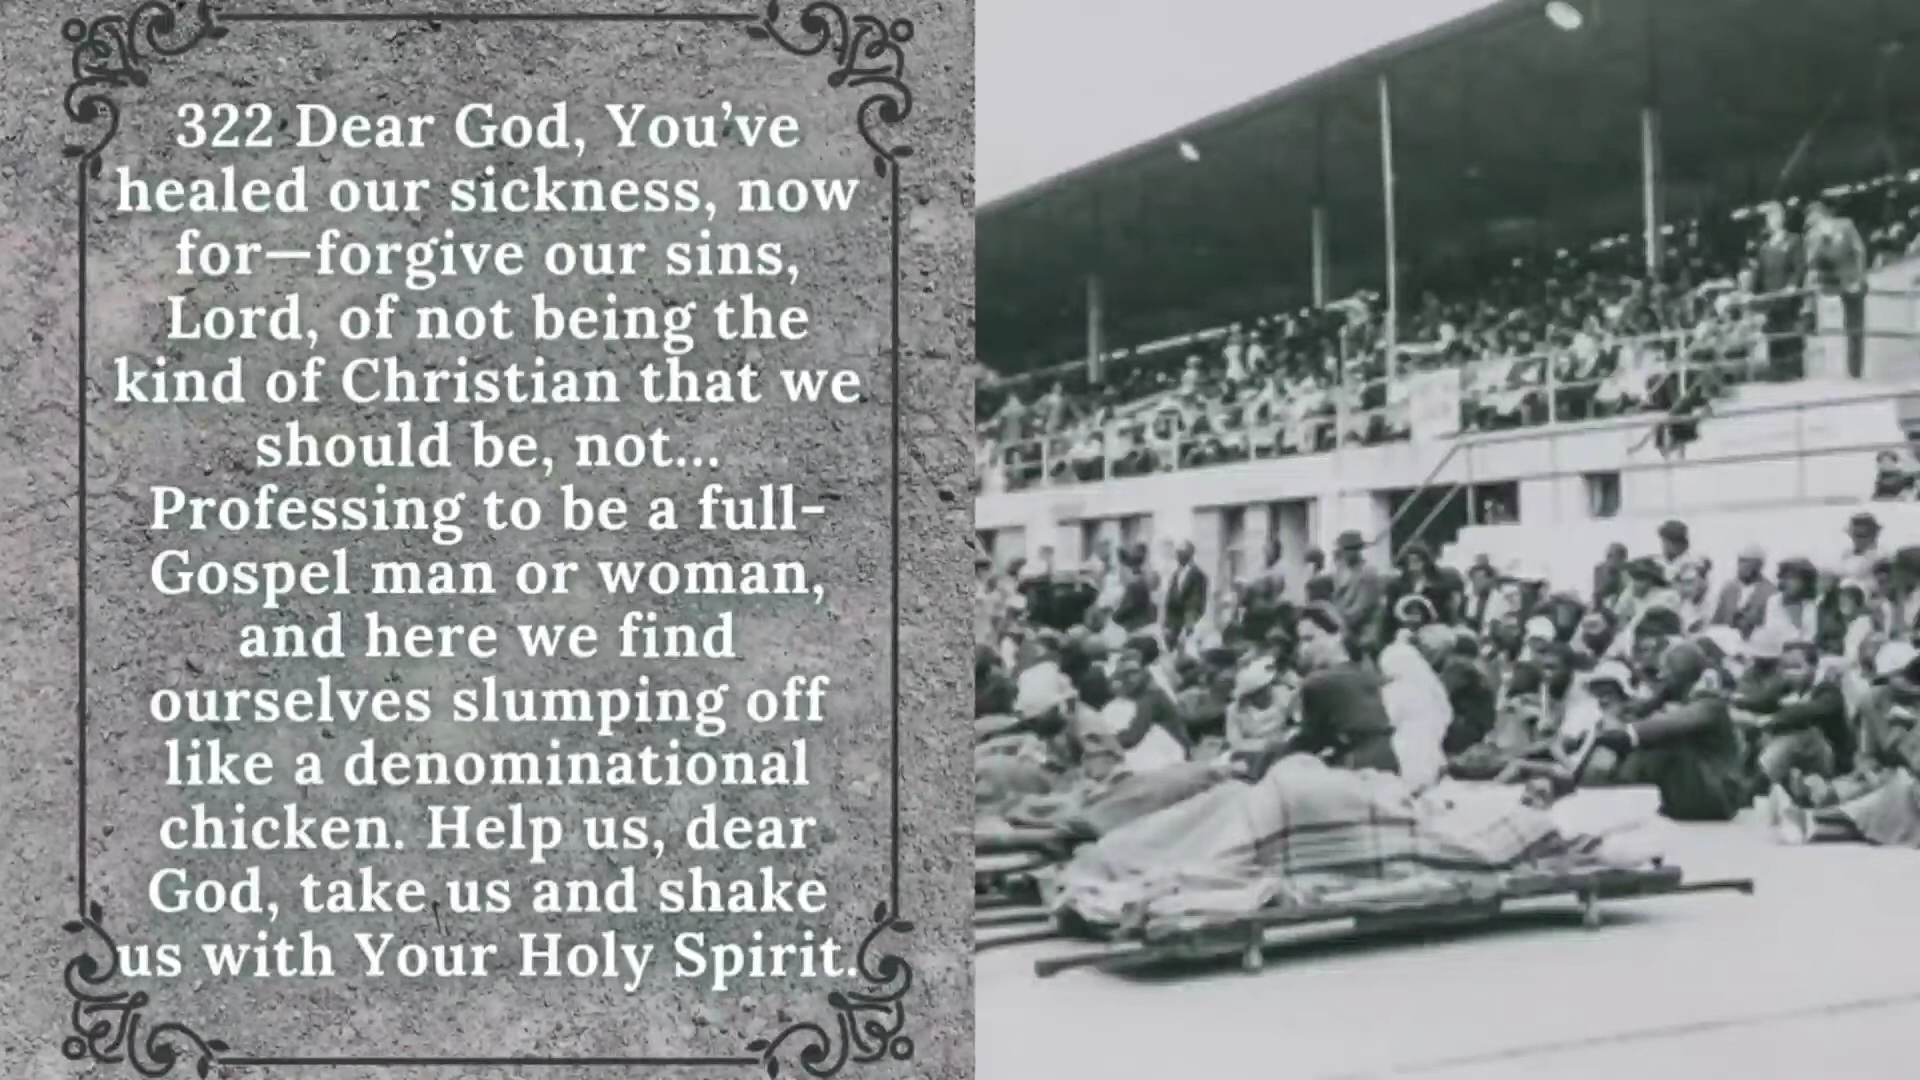 322 Dear God, You’ve
healed our sickness, now
for—forgive our sins,
Lord, of not being the
kind of Christian that we
should be, not...
Professing to be a full-
Gospel man or woman,
and here we find
ourselves slumping off
like a denominational
chicken. Help us, dear
God, take us and shake
us with Your Holy Spirit.